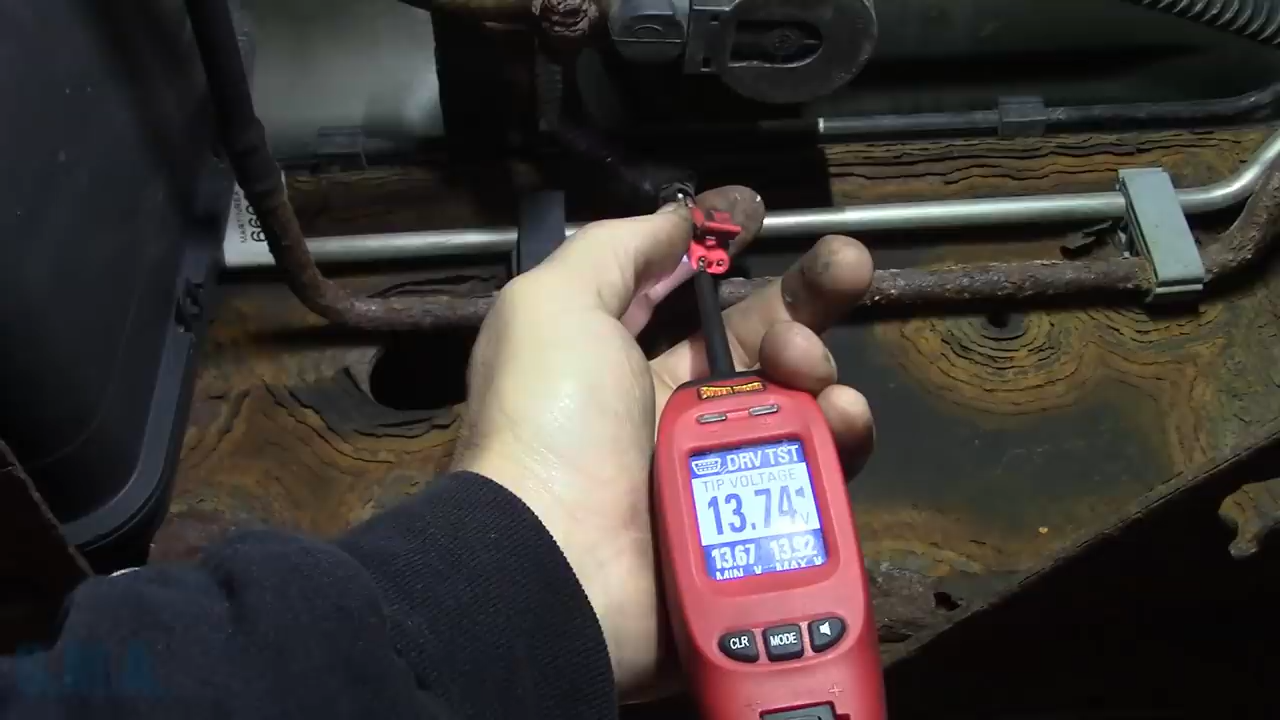 POWER PROBE
DRV TST
TIP VOLTAGE
13.74 V
13.67 13.92
MIN V MAX V
CLR MODE